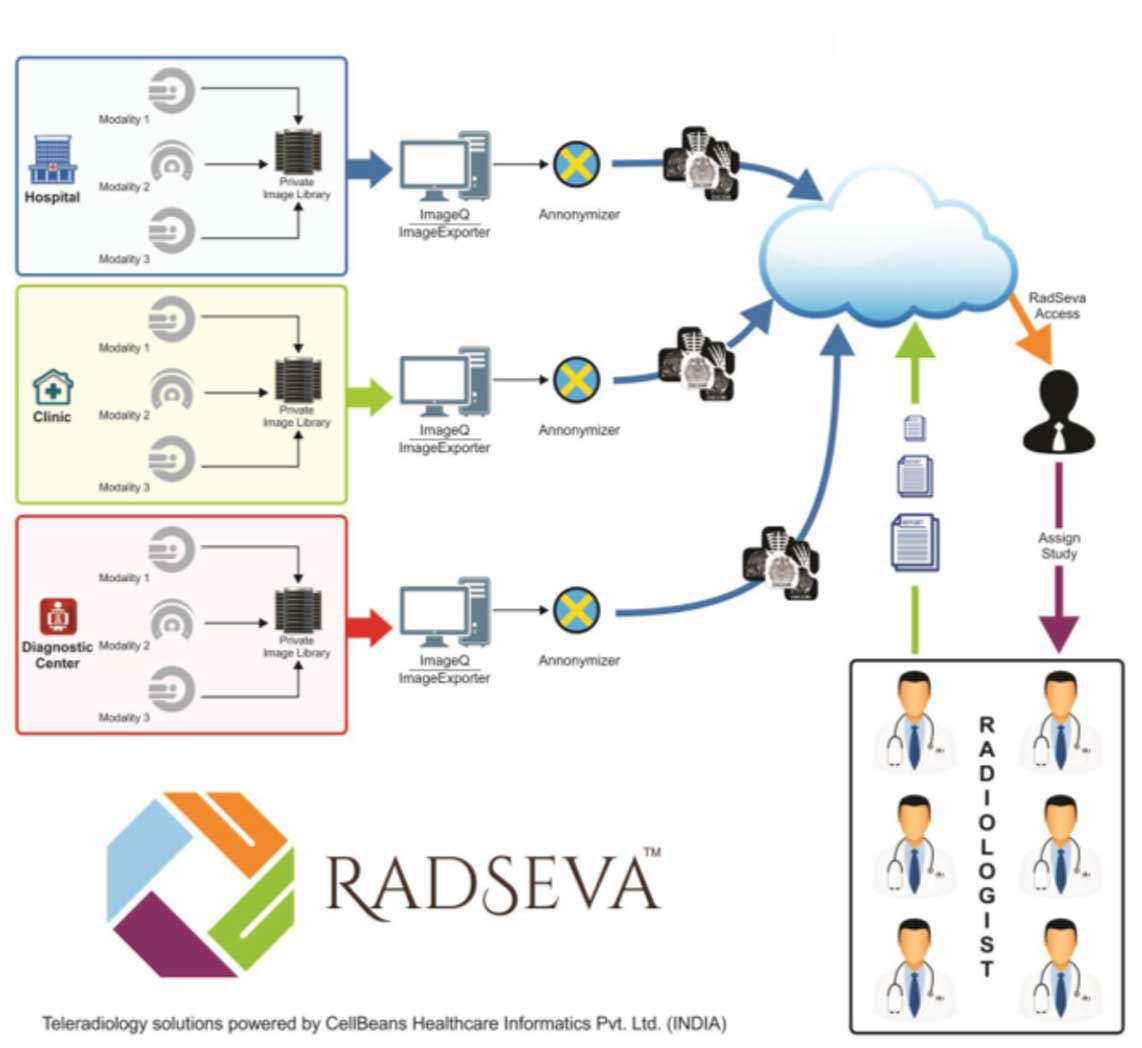 Modality 1
Modality 2
Modality 3
Hospital
Private
Image Library
ImageQ
ImageExporter
Annonymizer
Modality 1
Modality 2
Modality 3
Clinic
Private
Image Library
ImageQ
ImageExporter
Annonymizer
Modality 1
Modality 2
Modality 3
Diagnostic
Center
Private
Image Library
ImageQ
ImageExporter
Annonymizer
RadSeva
Access
Assign
Study
REPORT
REPORT
RADIOLOGIST
RADSEVA™
Teleradiology solutions powered by CellBeans Healthcare Informatics Pvt. Ltd. (INDIA)